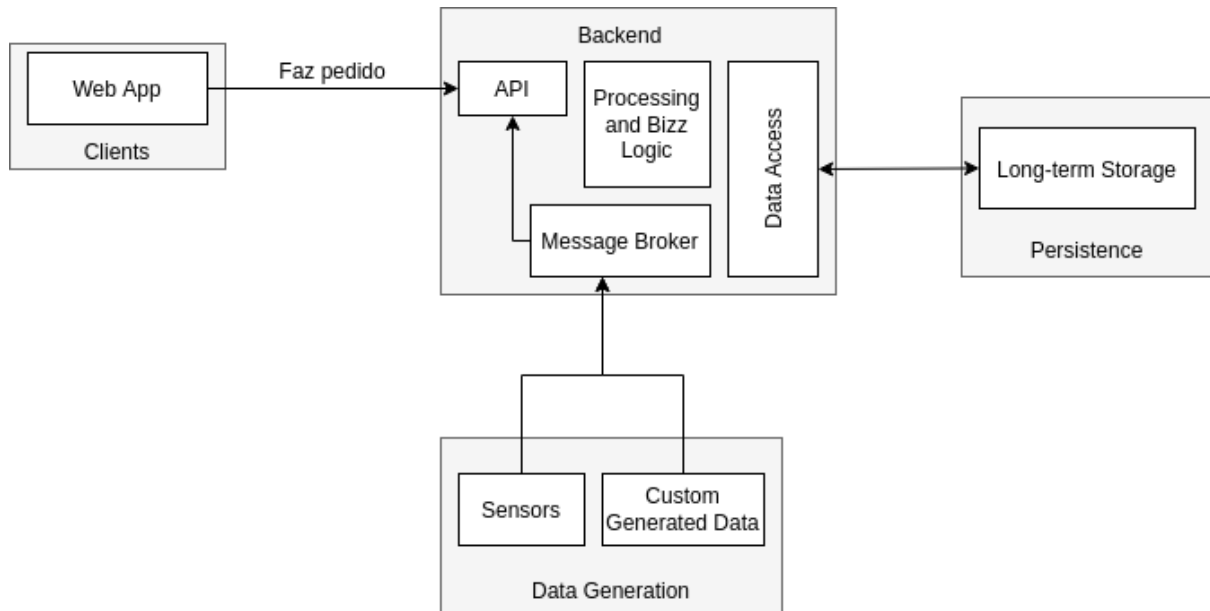 Backend
Web App
Clients
Faz pedido
API
Processing
and Bizz
Logic
Data Access
Message Broker
Long-term Storage
Persistence
Sensors
Custom
Generated Data
Data Generation